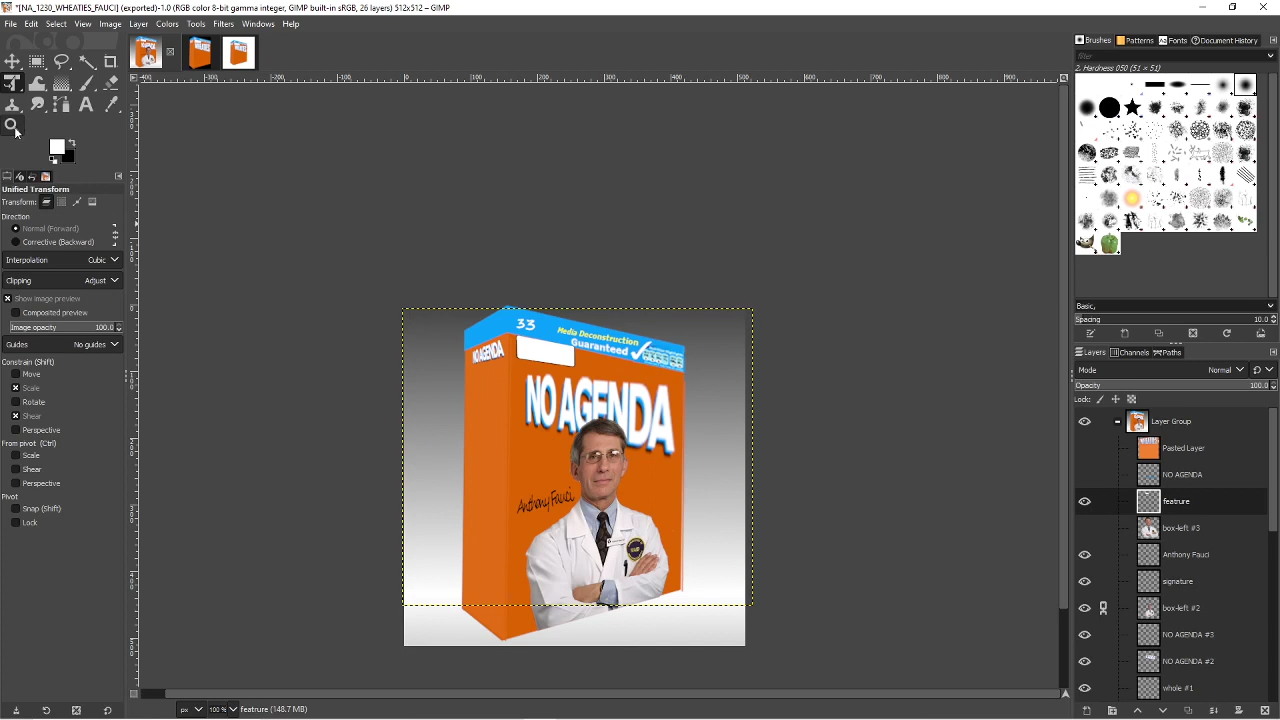 *[NA_1230_WHEATIES_FAUCI] (exported)-1.0 (RGB color 8-bit gamma integer, GIMP built-in sRGB, 26 layers) 512x512 – GIMP
File Edit Select View Image Layer Colors Tools Filters Windows Help
Brushes Patterns Fonts Document History
filter
2. Hardness 050 (51 × 51)
Unified Transform
Transform:
Direction
Normal (Forward)
Corrective (Backward)
Interpolation Cubic
Clipping Adjust
Show image preview
Composited preview
Image opacity 100.0
Guides No guides
Constrain (Shift)
Move
Scale
Rotate
Shear
Perspective
From pivot (Ctrl)
Scale
Shear
Perspective
Pivot
Snap (Shift)
Lock
33
Media Deconstruction
Guaranteed
NO AGENDA
NO AGENDA
Anthony Fauci
Basic,
Spacing 10.0
Layers Channels Paths
Mode Normal
Opacity 100.0
Lock:
Layer Group
Pasted Layer
NO AGENDA
featrure
box-left #3
Anthony Fauci
signature
box-left #2
NO AGENDA #3
NO AGENDA #2
whole #1
px 100 % featrure (148.7 MB)